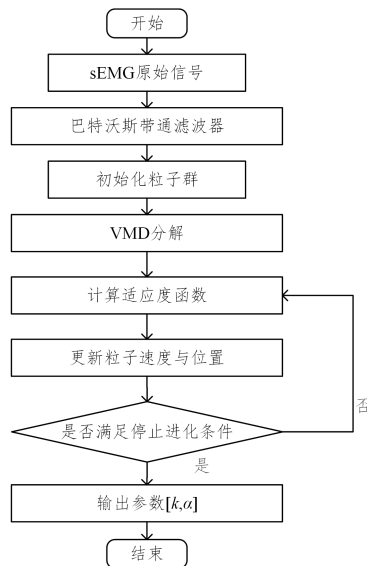 开始
sEMG原始信号
巴特沃斯带通滤波器
初始化粒子群
VMD分解
计算适应度函数
更新粒子速度与位置
否
是否满足停止进化条件
是
输出参数[k,α]
结束